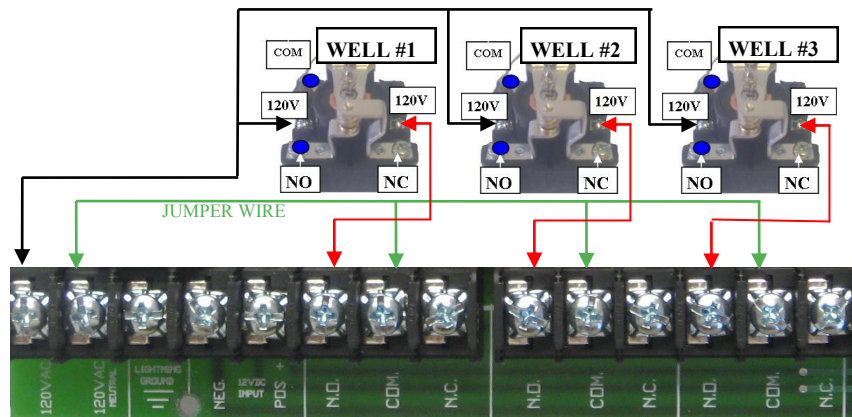 COM
WELL #1
COM
WELL #2
COM
WELL #3
120V
120V
120V
120V
120V
120V
NO
NC
NO
NC
NO
NC
JUMPER WIRE
120VAC
120VAC
NEUTRAL
LIGHTNING
GROUND
NEG.
12VDC
INPUT
POS +
N.O.
COM.
N.C.
N.O.
COM.
N.C.
N.O.
COM.
N.C.